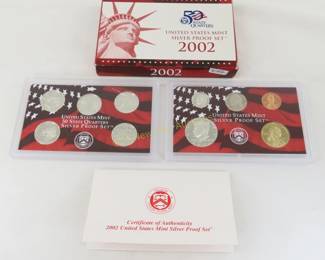 50
STATE QUARTERS
UNITED STATES MINT
SILVER PROOF SET
2002
2002
UNITED STATES MINT
50 STATE QUARTERS
SILVER PROOF SET
UNITED STATES MINT
SILVER PROOF SET
Certificate of Authenticity
2002 United States Mint Silver Proof Set